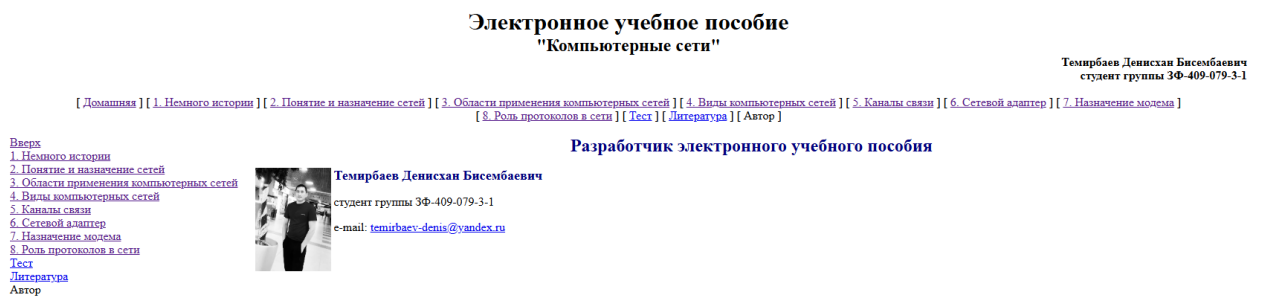 Электронное учебное пособие
"Компьютерные сети"
Темирбаев Денисхан Бисембаевич
студент группы ЗФ-409-079-3-1
[ Домашняя ] [ 1. Немного истории ] [ 2. Понятие и назначение сетей ] [ 3. Области применения компьютерных сетей ] [ 4. Виды компьютерных сетей ] [ 5. Каналы связи ] [ 6. Сетевой адаптер ] [ 7. Назначение модема ]
[ 8. Роль протоколов в сети ] [ Тест ] [ Литература ] [ Автор ]
Вверх
1. Немного истории
2. Понятие и назначение сетей
3. Области применения компьютерных сетей
4. Виды компьютерных сетей
5. Каналы связи
6. Сетевой адаптер
7. Назначение модема
8. Роль протоколов в сети
Тест
Литература
Автор
Разработчик электронного учебного пособия
Темирбаев Денисхан Бисембаевич
студент группы ЗФ-409-079-3-1
e-mail: temirbaev-denis@yandex.ru